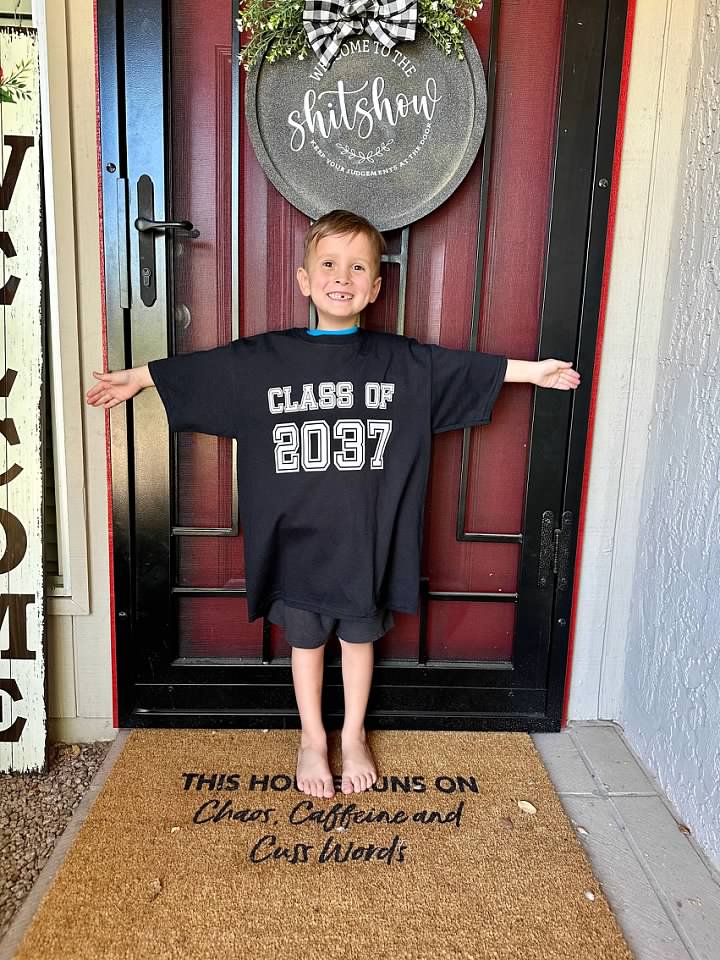 WELCOME TO THE
shitshow
KEEP YOUR JUDGEMENTS AT THE DOOR
WELCOME
CLASS OF
2037
THIS HOUSE RUNS ON
Chaos, Caffeine and
Cuss Words